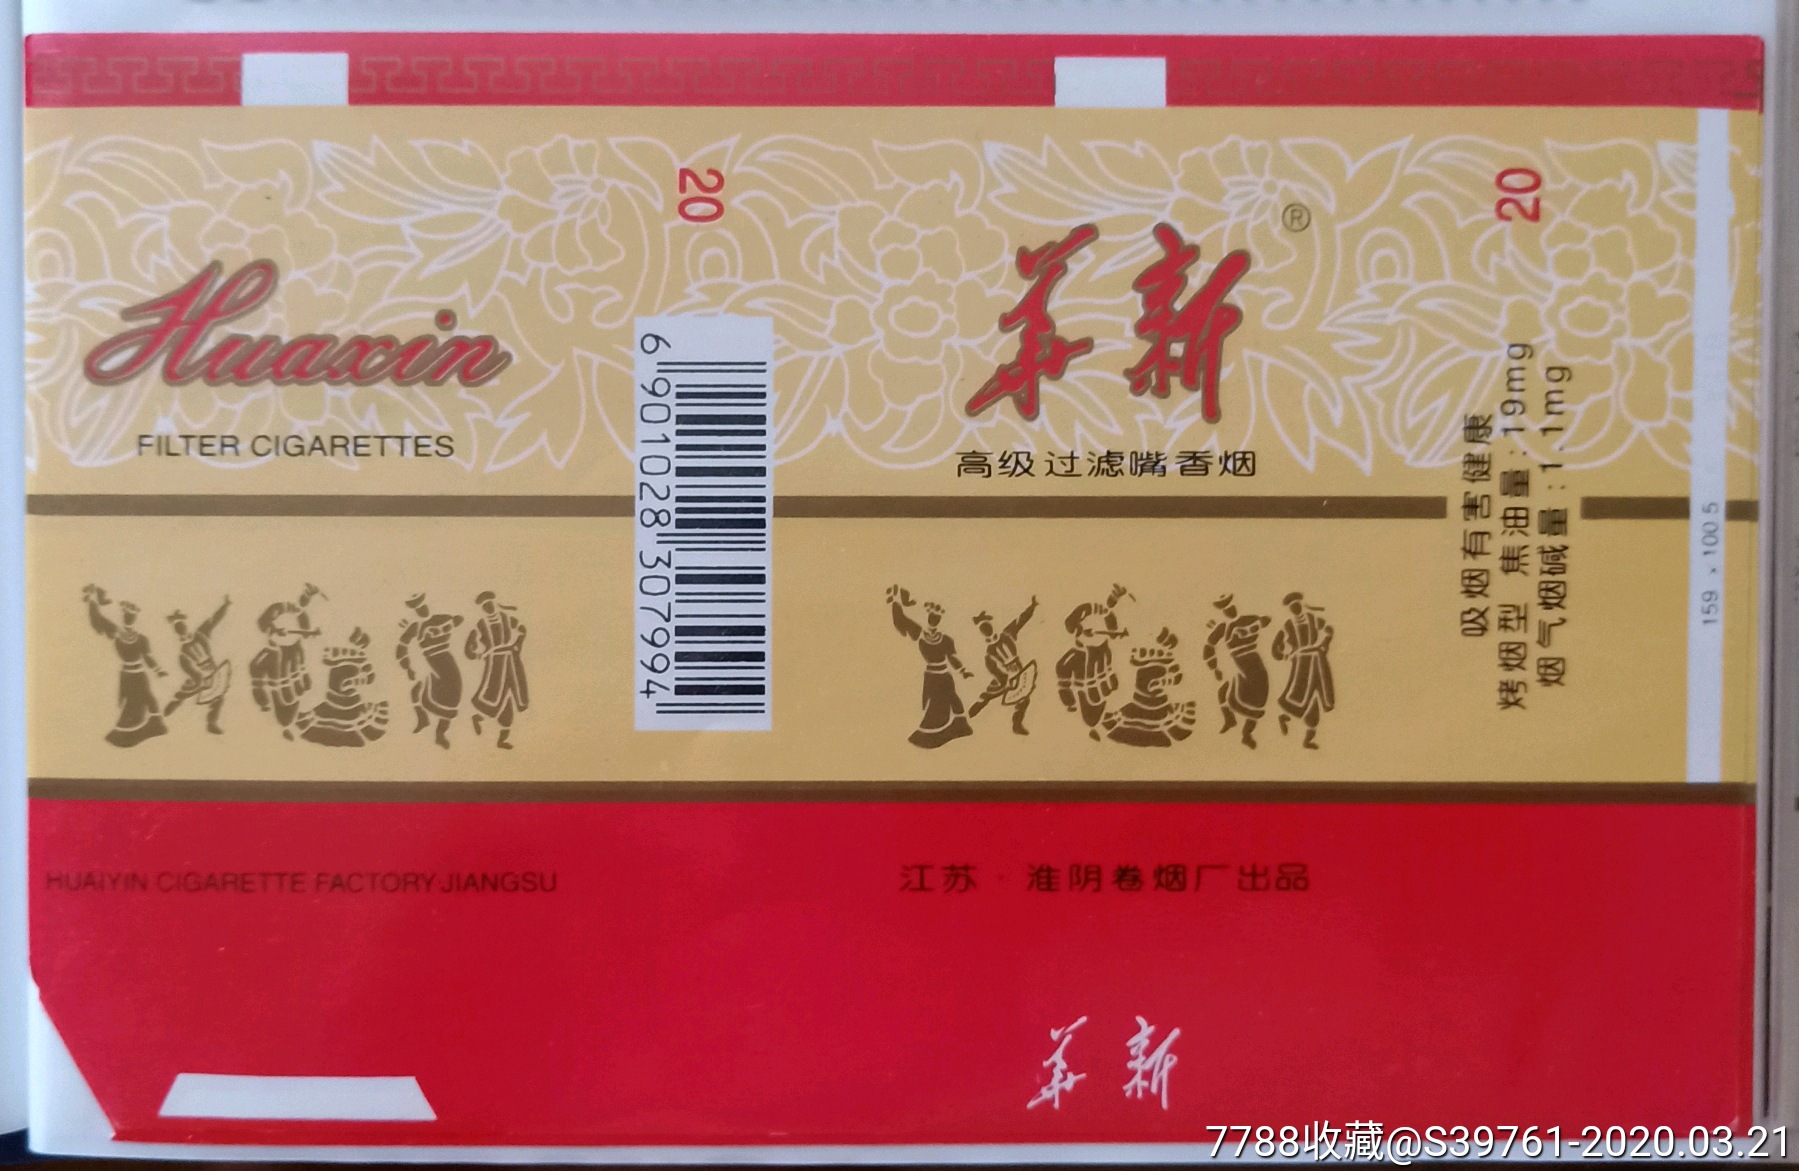 Huaxin
FILTER CIGARETTES
HUAIYIN CIGARETTE FACTORY·JIANGSU
20
6 901028 307994
华新
®
高级过滤嘴香烟
江苏·淮阴卷烟厂出品
华新
20
吸烟有害健康
烤烟型 焦油量:19mg
烟气烟碱量:1.1mg
159×100 5
7788收藏@S39761-2020.03.21